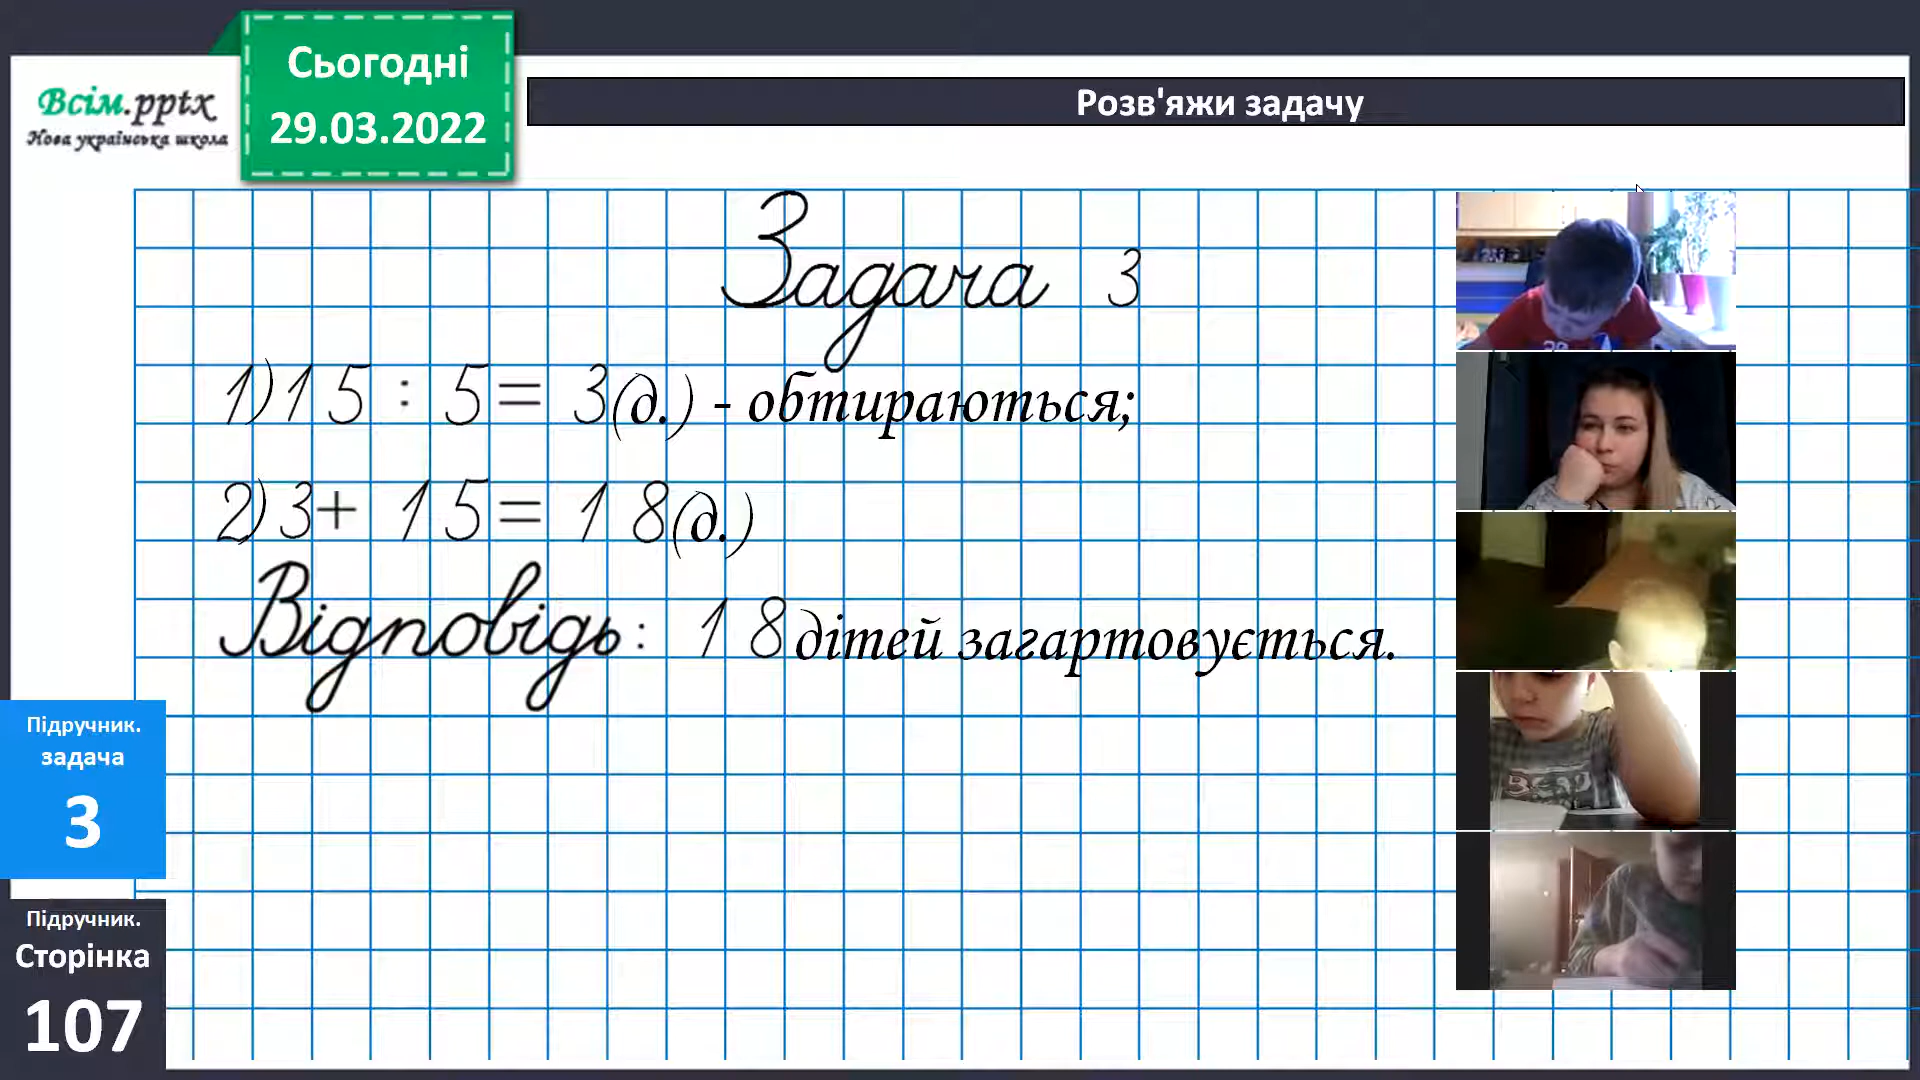 Всім.pptx
Нова українська школа
Сьогодні
29.03.2022
Розв'яжи задачу
Задача 3
1) 15 : 5 = 3 (д.) - обтираються;
2) 3 + 15 = 18 (д.)
Відповідь: 18 дітей загартовується.
Підручник.
задача
3
Підручник.
Сторінка
107